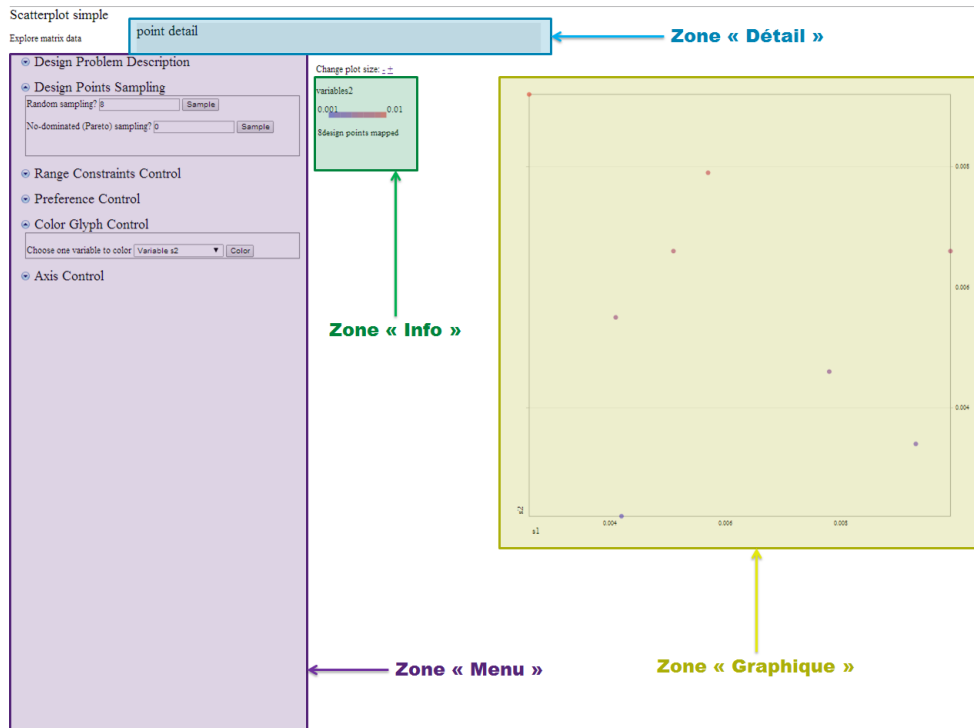 Scatterplot simple
Explore matrix data
point detail
Zone « Détail »
Design Problem Description
Design Points Sampling
Random sampling? 8 Sample
No-dominated (Pareto) sampling? 0 Sample
Range Constraints Control
Preference Control
Color Glyph Control
Choose one variable to color Variable s2 Color
Axis Control
Change plot size: - +
variables2
0.001 0.01
8design points mapped
Zone « Info »
0.008
0.006
0.004
s2
s1
0.004 0.006 0.008
Zone « Menu »
Zone « Graphique »